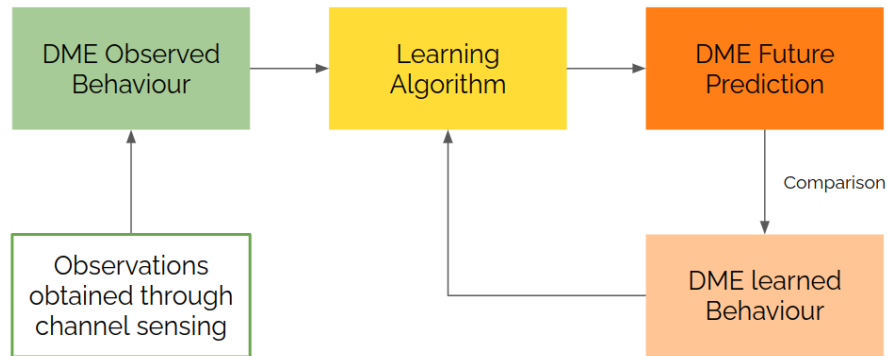 DME Observed
Behaviour
Learning
Algorithm
DME Future
Prediction
Comparison
Observations
obtained through
channel sensing
DME learned
Behaviour